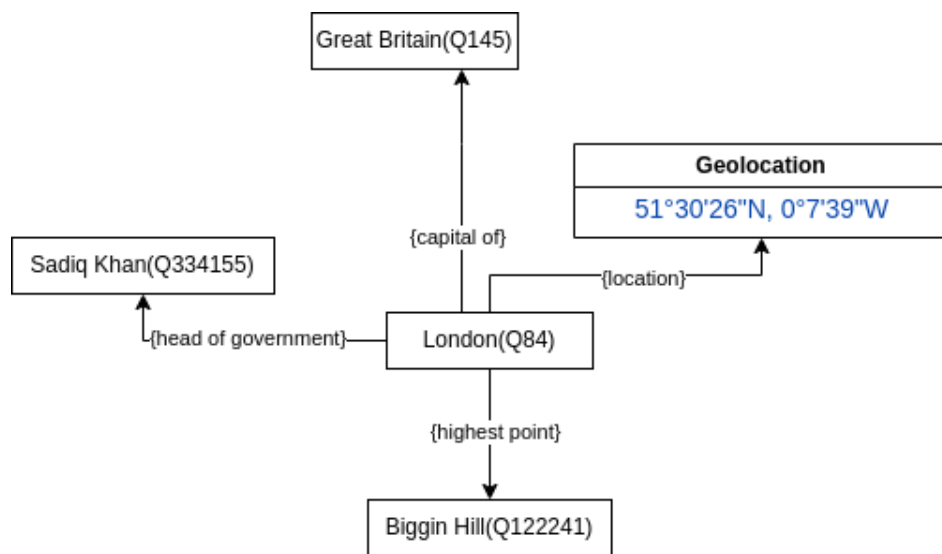 Great Britain(Q145)
Geolocation
51°30'26"N, 0°7'39"W
{capital of}
Sadiq Khan(Q334155)
{location}
{head of government}
London(Q84)
{highest point}
Biggin Hill(Q122241)